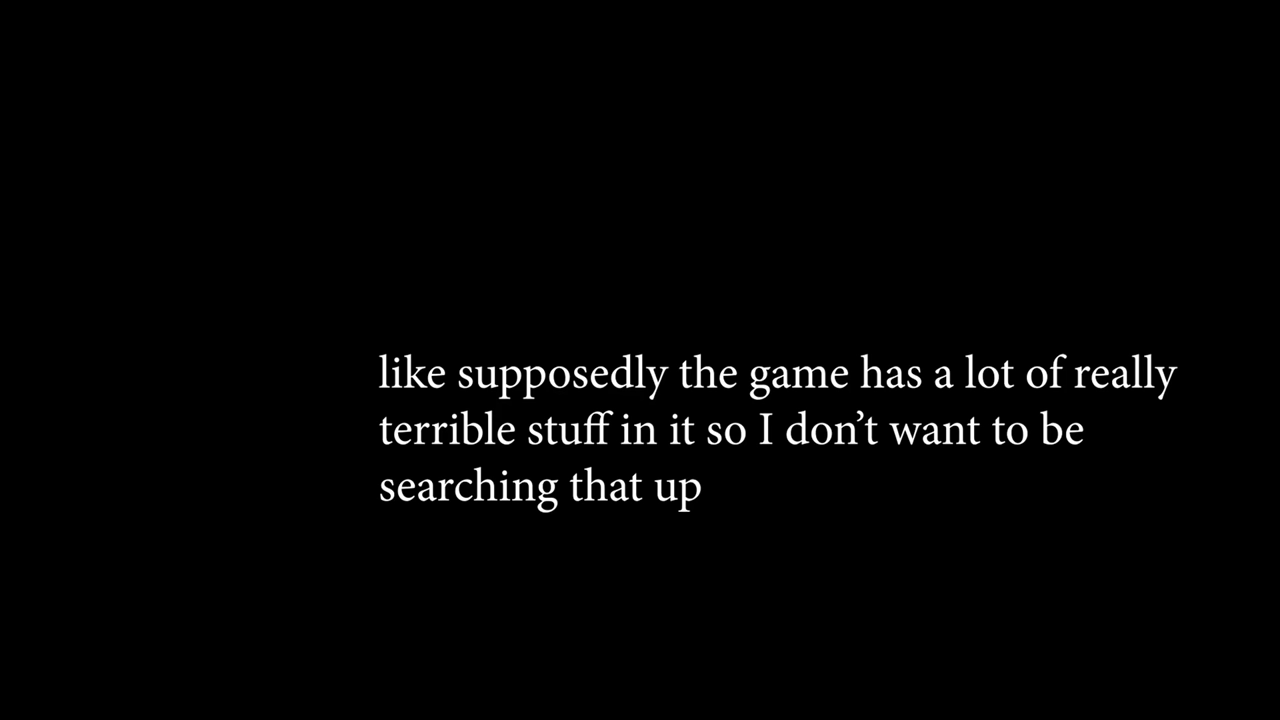 like supposedly the game has a lot of really
terrible stuff in it so I don’t want to be
searching that up